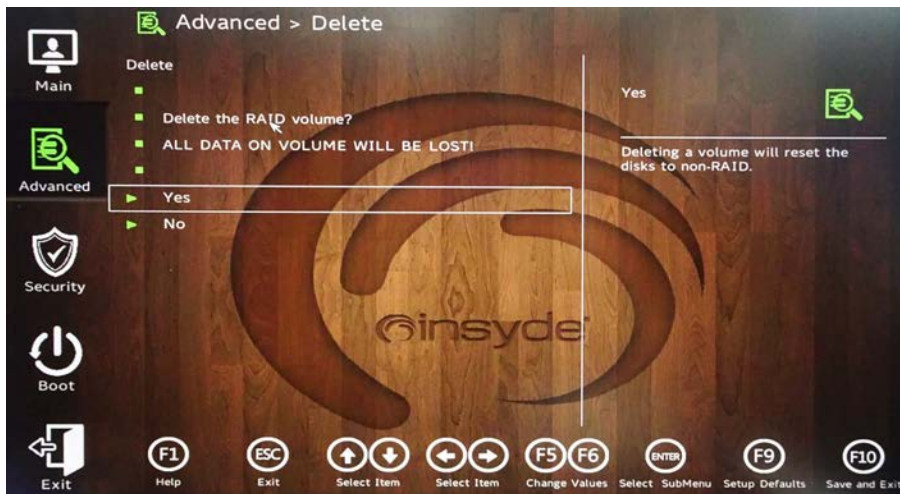 Advanced > Delete
Main
Advanced
Security
Boot
Exit
Delete
Delete the RAID volume?
ALL DATA ON VOLUME WILL BE LOST!
Yes
No
Yes
Deleting a volume will reset the
disks to non-RAID.
insyde
F1
Help
ESC
Exit
Select Item
Select Item
F5 F6
Change Values
ENTER
Select SubMenu
F9
Setup Defaults
F10
Save and Exit